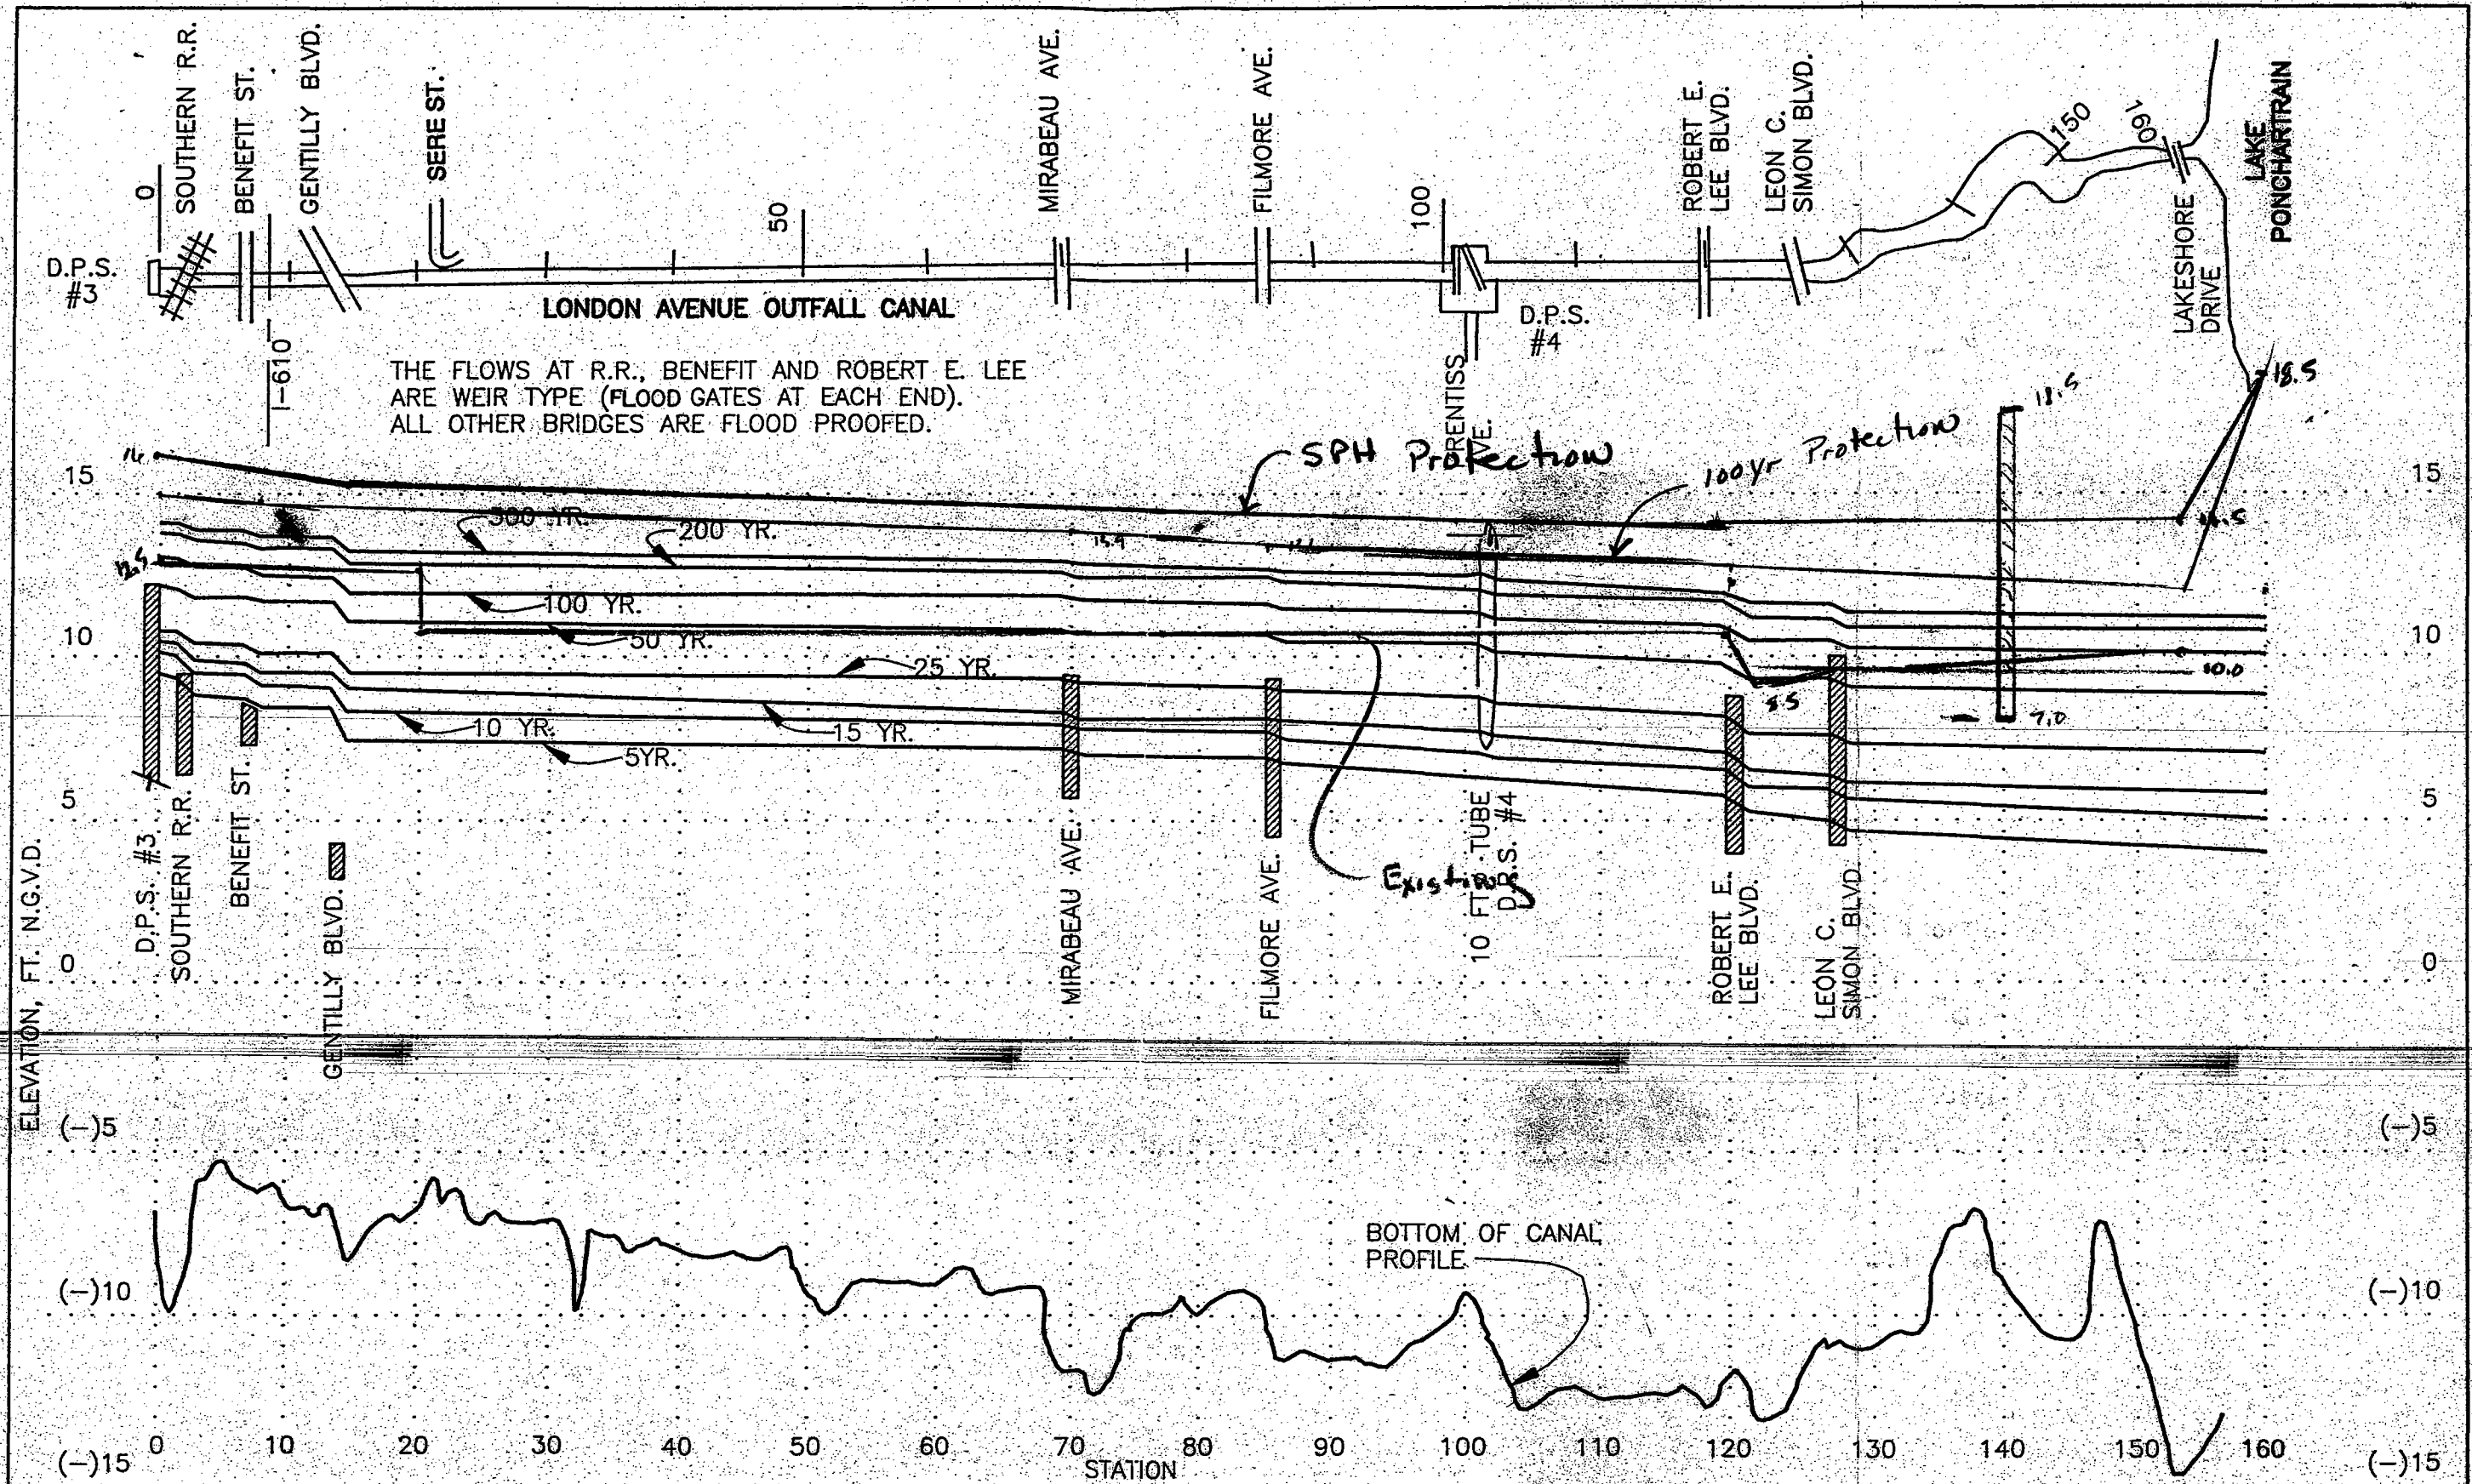 SOUTHERN R.R.
BENEFIT ST.
GENTILLY BLVD.
SERE ST.
MIRABEAU AVE.
FILMORE AVE.
ROBERT E.
LEE BLVD.
LEON C.
SIMON BLVD.
LAKE
PONCHARTRAIN
0
50
100
150
160
D.P.S.
#3
I-610
LONDON AVENUE OUTFALL CANAL
D.P.S.
#4
LAKESHORE
DRIVE
PRENTISS
AVE.
THE FLOWS AT R.R., BENEFIT AND ROBERT E. LEE
ARE WEIR TYPE (FLOOD GATES AT EACH END).
ALL OTHER BRIDGES ARE FLOOD PROOFED.
18.5
18.5
SPH Protection
100 yr Protection
15
15
300 YR.
200 YR.
13.9
12.5
100 YR.
50 YR.
25 YR.
10 YR.
15 YR.
5YR.
10
10
10.0
8.5
7.0
5
5
Existing
0
0
ELEVATION, FT. N.G.V.D.
D.P.S. #3
SOUTHERN R.R.
BENEFIT ST.
GENTILLY BLVD.
MIRABEAU AVE.
FILMORE AVE.
10 FT. TUBE
D.P.S. #4
ROBERT E.
LEE BLVD.
LEON C.
SIMON BLVD.
(-)5
(-)5
BOTTOM OF CANAL
PROFILE
(-)10
(-)10
(-)15
(-)15
0 10 20 30 40 50 60 70 80 90 100 110 120 130 140 150 160
STATION